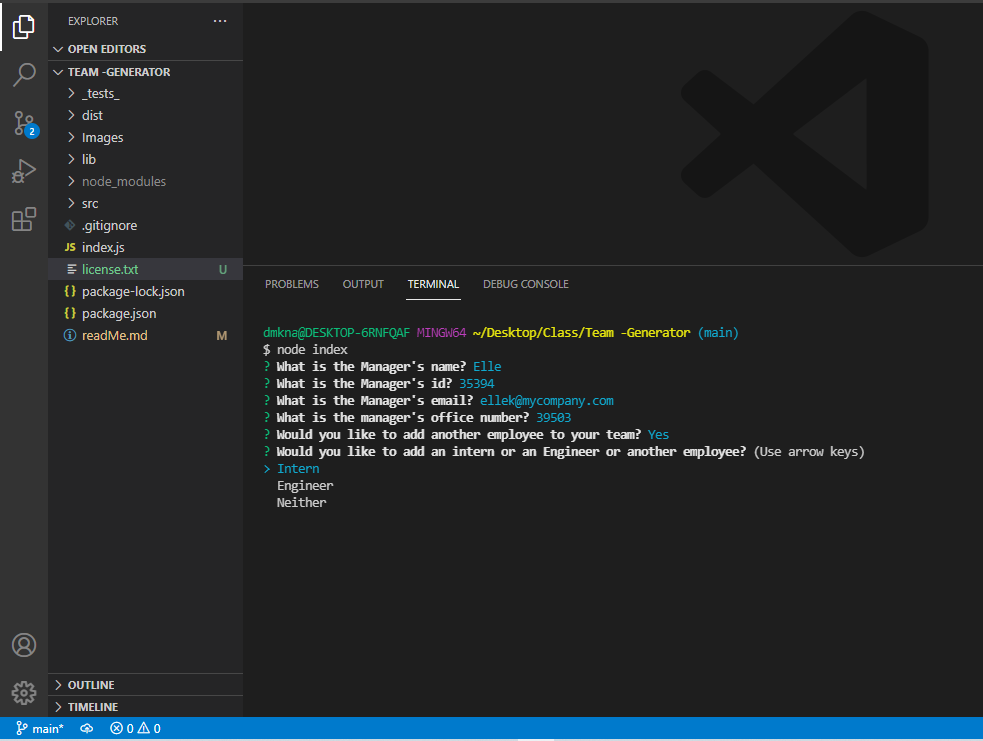 EXPLORER ...
OPEN EDITORS
TEAM -GENERATOR
_tests_
dist
Images
lib
node_modules
src
.gitignore
JS index.js
license.txt U
{} package-lock.json
{} package.json
readMe.md M
OUTLINE
TIMELINE
2
PROBLEMS OUTPUT TERMINAL DEBUG CONSOLE
dmkna@DESKTOP-6RNFQAF MINGW64 ~/Desktop/Class/Team -Generator (main)
$ node index
? What is the Manager's name? Elle
? What is the Manager's id? 35394
? What is the Manager's email? ellek@mycompany.com
? What is the manager's office number? 39503
? Would you like to add another employee to your team? Yes
? Would you like to add an intern or an Engineer or another employee? (Use arrow keys)
> Intern
Engineer
Neither
main* 0 0